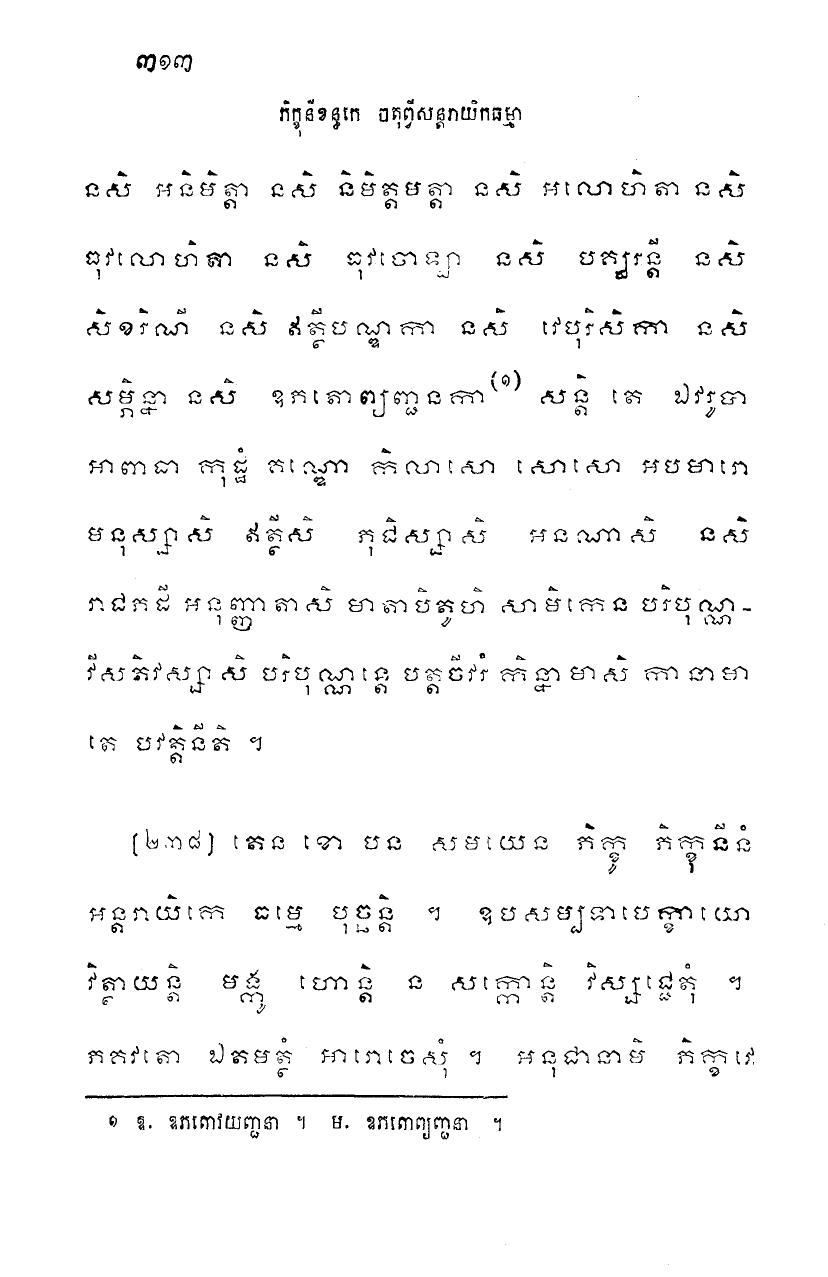 ៣១៣
ភិក្ខុនីខន្ធកេ ចតុព្វីសន្តរាយិកធម្មា
នសិ អនិមិត្តា នសិ និមិត្តមត្តា នសិ អលោហិតា នសិ
ធុវលោហិតា នសិ ធុវចោឡា នសិ បគ្ឃរន្តី នសិ
សិខរិណី នសិ ឥត្ថីបណ្ឌកា នសិ វេបុរិសិកា នសិ
សម្ភិន្នា នសិ ឧភតោព្យញ្ជនកា(១) សន្តិ តេ ឯវរូបា
អាពាធា កុដ្ឋំ គណ្ឌោ កិលាសោ សោសោ អបមារោ
មនុស្សាសិ ឥត្ថីសិ ភុជិស្សាសិ អនណាសិ នសិ
រាជភដី អនុញ្ញាតាសិ មាតាបិតូហិ សាមិកេន បរិបុណ្ណ-
វីសតិវស្សាសិ បរិបុណ្ណន្តេ បត្តចីវរំ កិន្នាមាសិ កានាមា
តេ បវត្តិនីតិ ។
[២៣៨] តេន ខោ បន សមយេន ភិក្ខូ ភិក្ខុនីនំ
អន្តរាយិកេ ធម្មេ បុច្ឆន្តិ ។ ឧបសម្បទាបេក្ខាយោ
វិត្ថាយន្តិ មង្កូ ហោន្តិ ន សក្កោន្តិ វិស្សជ្ជេតុំ ។
ភគវតោ ឯតមត្ថំ អារោចេសុំ ។ អនុជានាមិ ភិក្ខវេ
១ ឱ. ឧភតោវយញ្ជនា ។ ម. ឧភតោព្យញ្ជនា ។